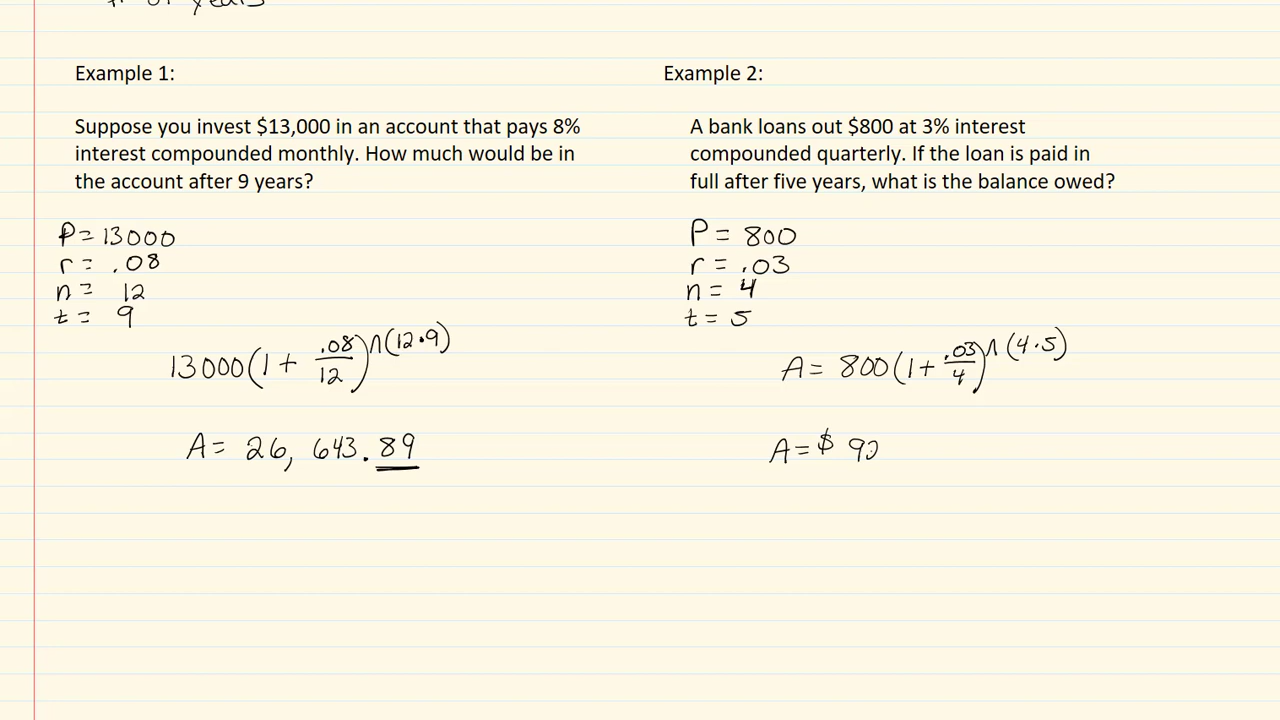 # of years
Example 1:
Suppose you invest $13,000 in an account that pays 8%
interest compounded monthly. How much would be in
the account after 9 years?
P = 13000
r = .08
n = 12
t = 9
13000(1 + .08/12)^(12·9)
A = 26,643.89
Example 2:
A bank loans out $800 at 3% interest
compounded quarterly. If the loan is paid in
full after five years, what is the balance owed?
P = 800
r = .03
n = 4
t = 5
A = 800(1 + .03/4)^(4·5)
A = $ 92